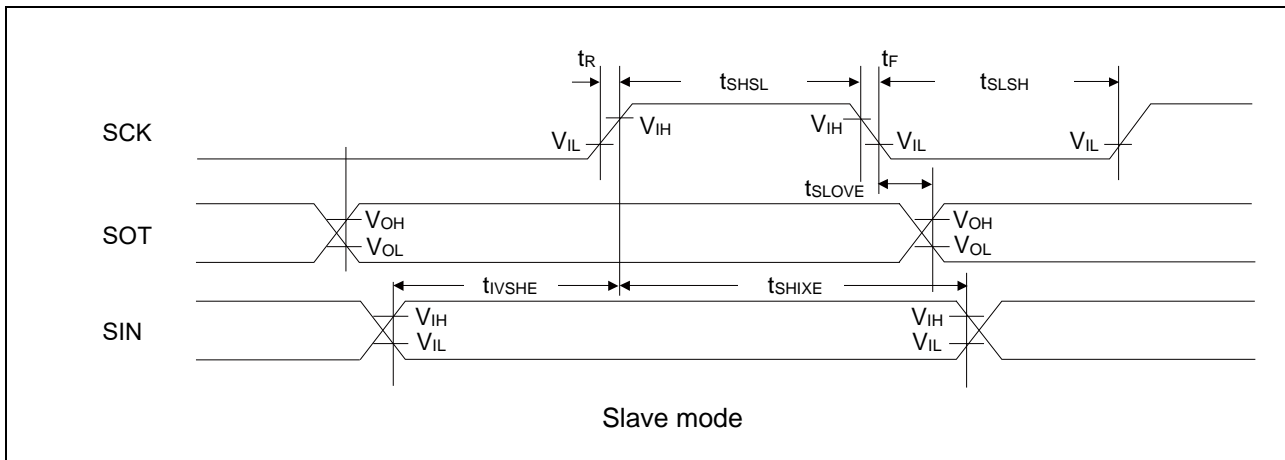 tR tF
tSHSL tSLSH
SCK VIL VIH VIH VIL VIL
tSLOVE
SOT VOH VOH
VOL VOL
tIVSHE tSHIXE
SIN VIH VIH
VIL VIL
Slave mode